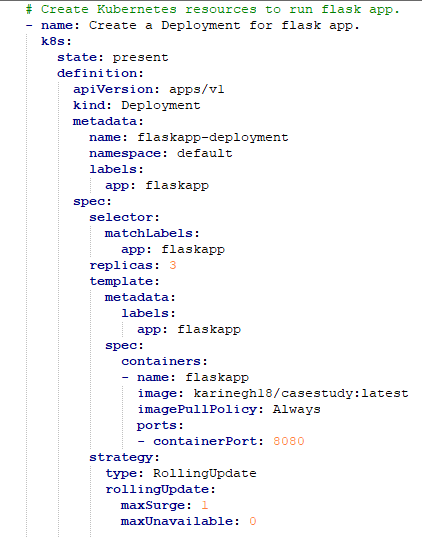 # Create Kubernetes resources to run flask app.
- name: Create a Deployment for flask app.
  k8s:
    state: present
    definition:
      apiVersion: apps/v1
      kind: Deployment
      metadata:
        name: flaskapp-deployment
        namespace: default
        labels:
          app: flaskapp
      spec:
        selector:
          matchLabels:
            app: flaskapp
        replicas: 3
        template:
          metadata:
            labels:
              app: flaskapp
          spec:
            containers:
            - name: flaskapp
              image: karinegh18/casestudy:latest
              imagePullPolicy: Always
              ports:
              - containerPort: 8080
        strategy:
          type: RollingUpdate
          rollingUpdate:
            maxSurge: 1
            maxUnavailable: 0